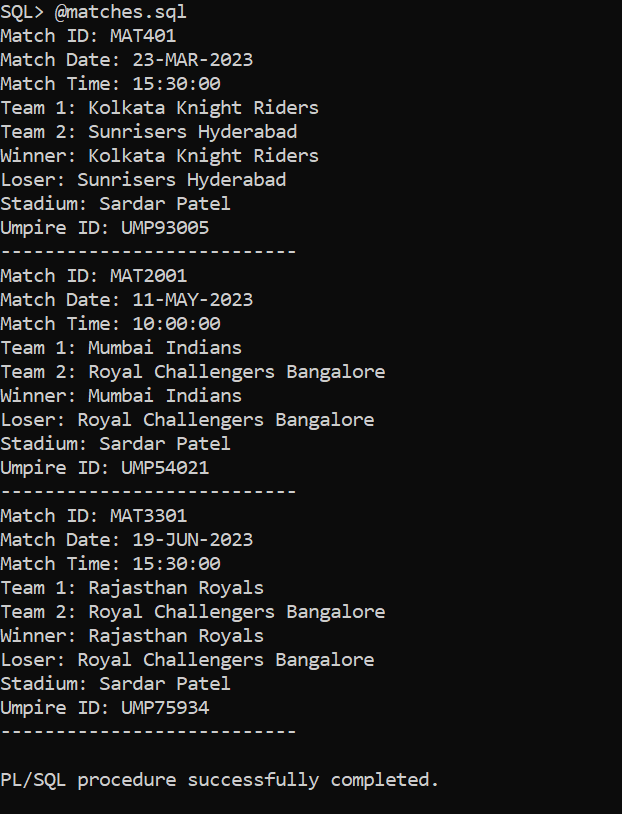 SQL> @matches.sql
Match ID: MAT401
Match Date: 23-MAR-2023
Match Time: 15:30:00
Team 1: Kolkata Knight Riders
Team 2: Sunrisers Hyderabad
Winner: Kolkata Knight Riders
Loser: Sunrisers Hyderabad
Stadium: Sardar Patel
Umpire ID: UMP93005
---------------------------
Match ID: MAT2001
Match Date: 11-MAY-2023
Match Time: 10:00:00
Team 1: Mumbai Indians
Team 2: Royal Challengers Bangalore
Winner: Mumbai Indians
Loser: Royal Challengers Bangalore
Stadium: Sardar Patel
Umpire ID: UMP54021
---------------------------
Match ID: MAT3301
Match Date: 19-JUN-2023
Match Time: 15:30:00
Team 1: Rajasthan Royals
Team 2: Royal Challengers Bangalore
Winner: Rajasthan Royals
Loser: Royal Challengers Bangalore
Stadium: Sardar Patel
Umpire ID: UMP75934
---------------------------
PL/SQL procedure successfully completed.